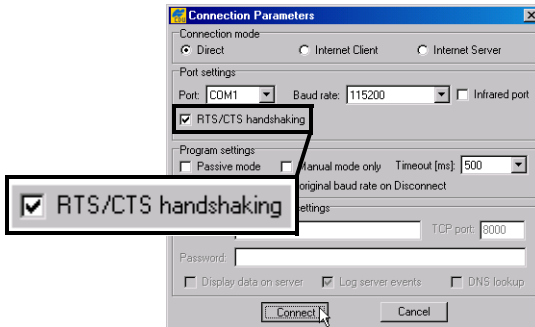 Connection Parameters
Connection mode
Direct Internet Client Internet Server
Port settings
Port: COM1 Baud rate: 115200 Infrared port
RTS/CTS handshaking
Program settings
Passive mode Manual mode only Timeout [ms]: 500
RTS/CTS handshaking
original baud rate on Disconnect
settings
TCP port: 8000
Password:
Display data on server Log server events DNS lookup
Connect Cancel